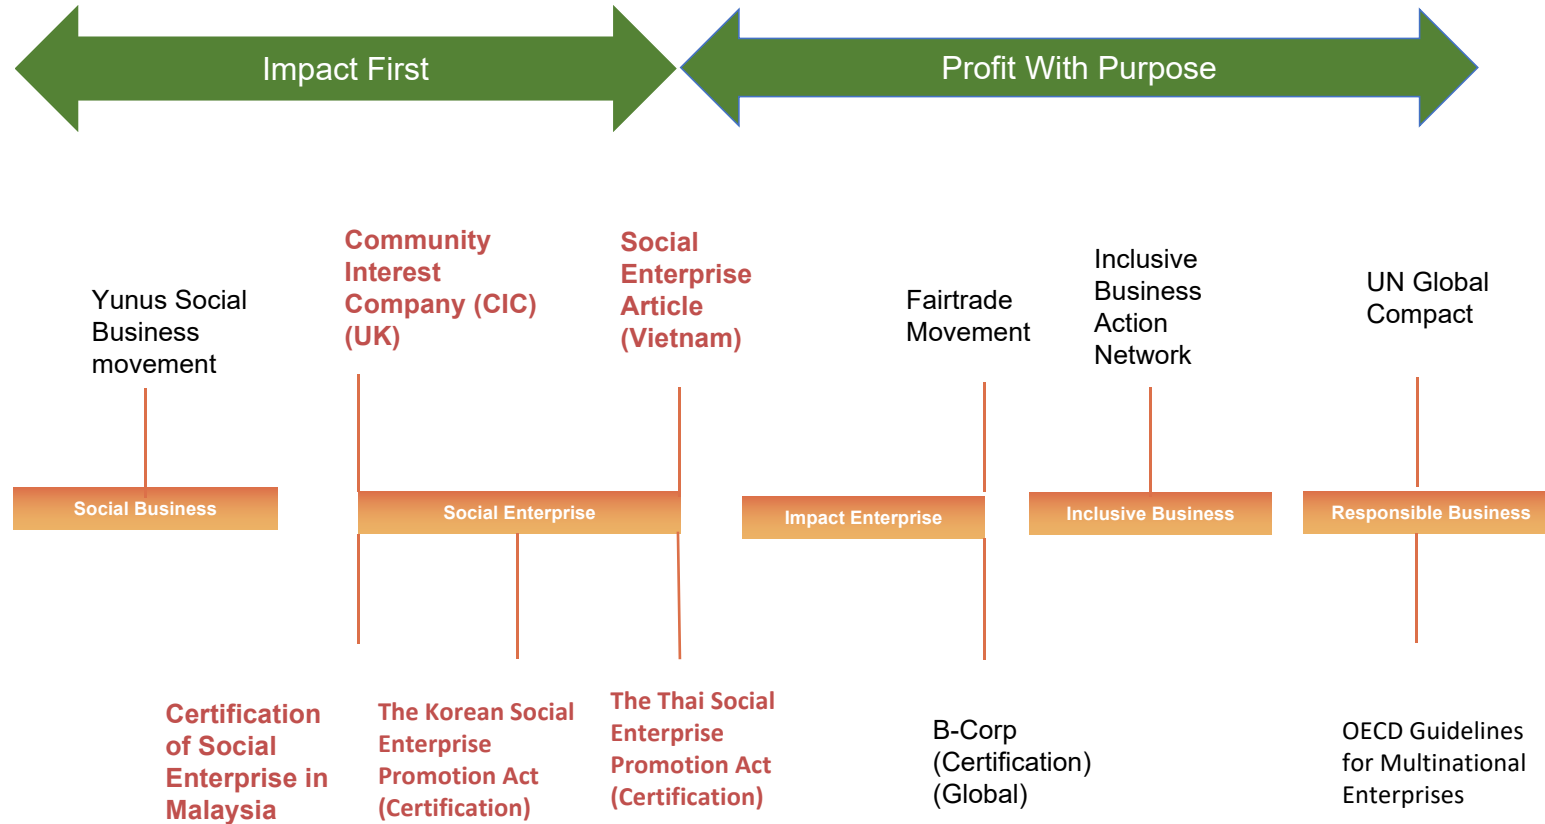 Impact First
Profit With Purpose
Yunus Social
Business
movement
Community
Interest
Company (CIC)
(UK)
Social
Enterprise
Article
(Vietnam)
Fairtrade
Movement
Inclusive
Business
Action
Network
UN Global
Compact
Social Business
Social Enterprise
Impact Enterprise
Inclusive Business
Responsible Business
Certification
of Social
Enterprise in
Malaysia
The Korean Social
Enterprise
Promotion Act
(Certification)
The Thai Social
Enterprise
Promotion Act
(Certification)
B-Corp
(Certification)
(Global)
OECD Guidelines
for Multinational
Enterprises